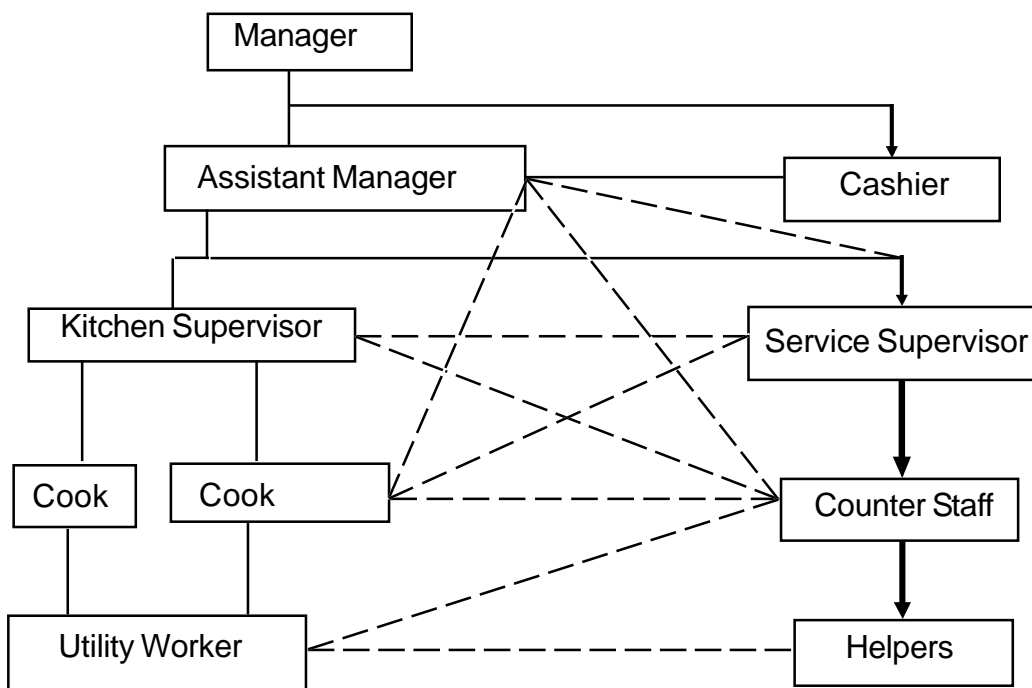 Manager
Assistant Manager
Cashier
Kitchen Supervisor
Service Supervisor
Cook
Cook
Counter Staff
Utility Worker
Helpers